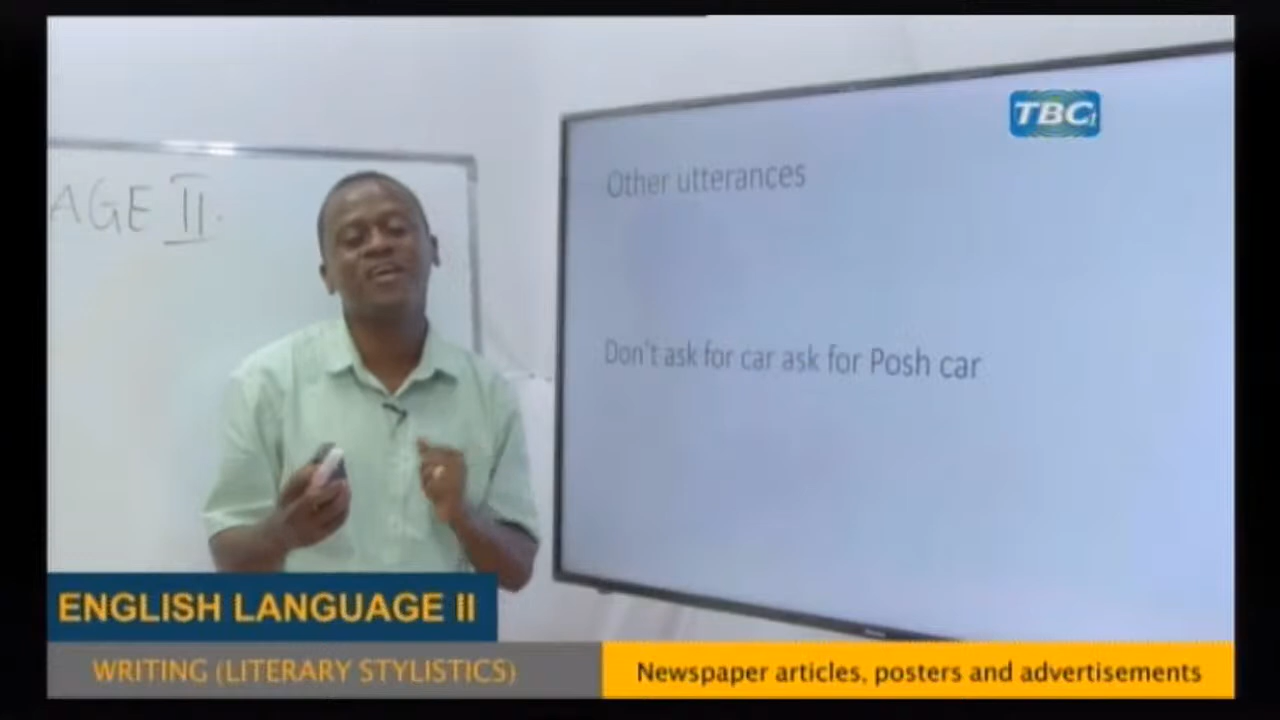 AGE II.
TBC1
Other utterances
Don't ask for car ask for Posh car
ENGLISH LANGUAGE II
WRITING (LITERARY STYLISTICS)
Newspaper articles, posters and advertisements